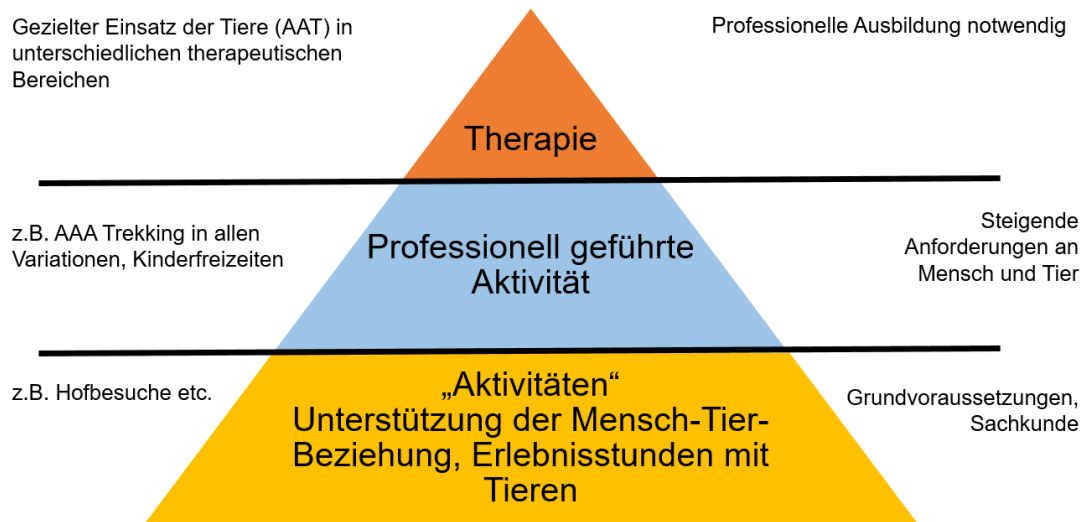 Gezielter Einsatz der Tiere (AAT) in
unterschiedlichen therapeutischen
Bereichen
Therapie
Professionelle Ausbildung notwendig
z.B. AAA Trekking in allen
Variationen, Kinderfreizeiten
Professionell geführte
Aktivität
Steigende
Anforderungen an
Mensch und Tier
z.B. Hofbesuche etc.
„Aktivitäten“
Unterstützung der Mensch-Tier-
Beziehung, Erlebnisstunden mit
Tieren
Grundvoraussetzungen,
Sachkunde